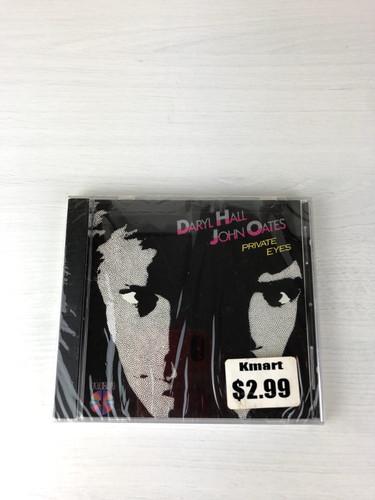 DARYL HALL
JOHN OATES
PRIVATE
EYES
Kmart
$2.99